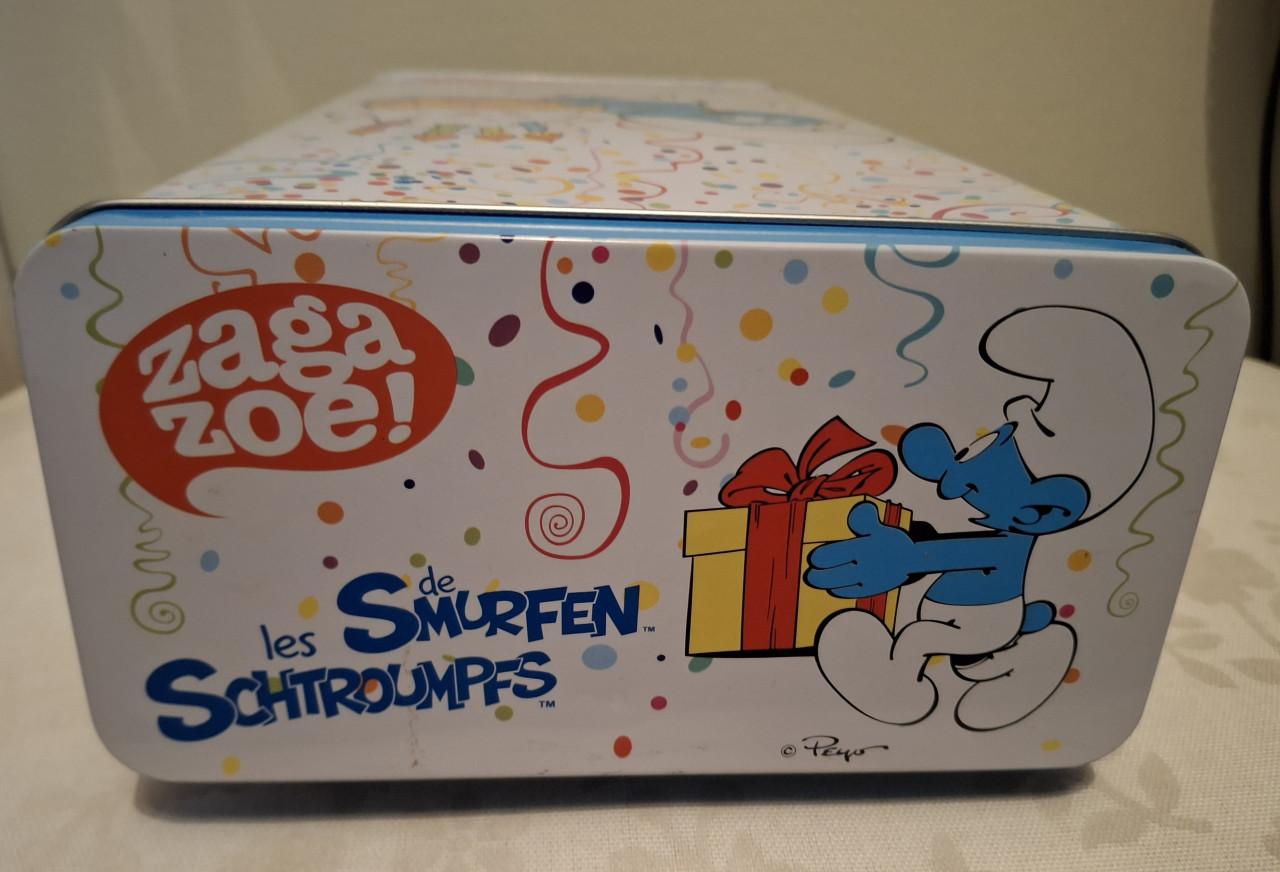 zaga
zoe!
de SMURFEN™
les SCHTROUMPFS™
© Peyo